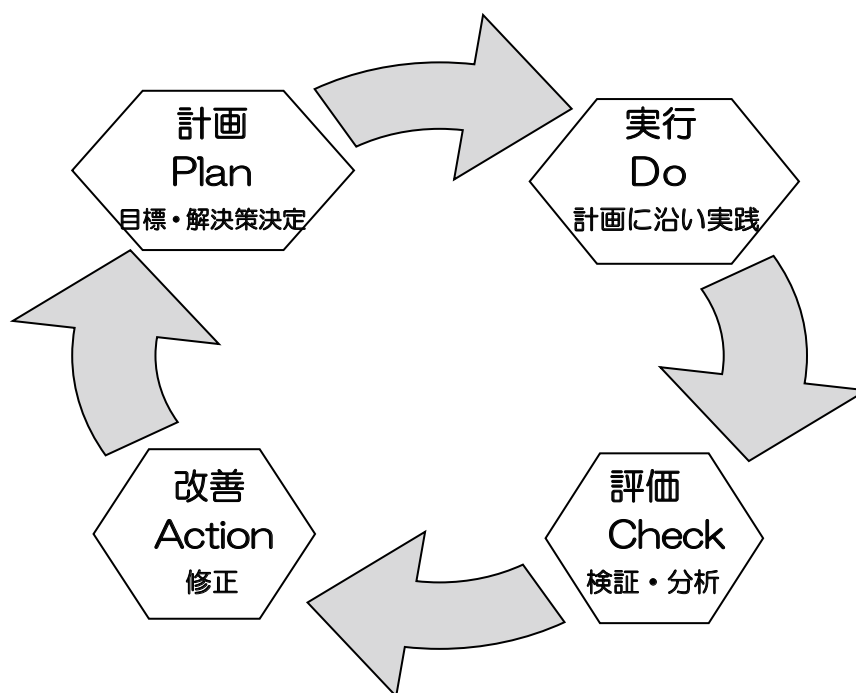 計画
Plan
目標・解決策決定
実行
Do
計画に沿い実践
評価
Check
検証・分析
改善
Action
修正